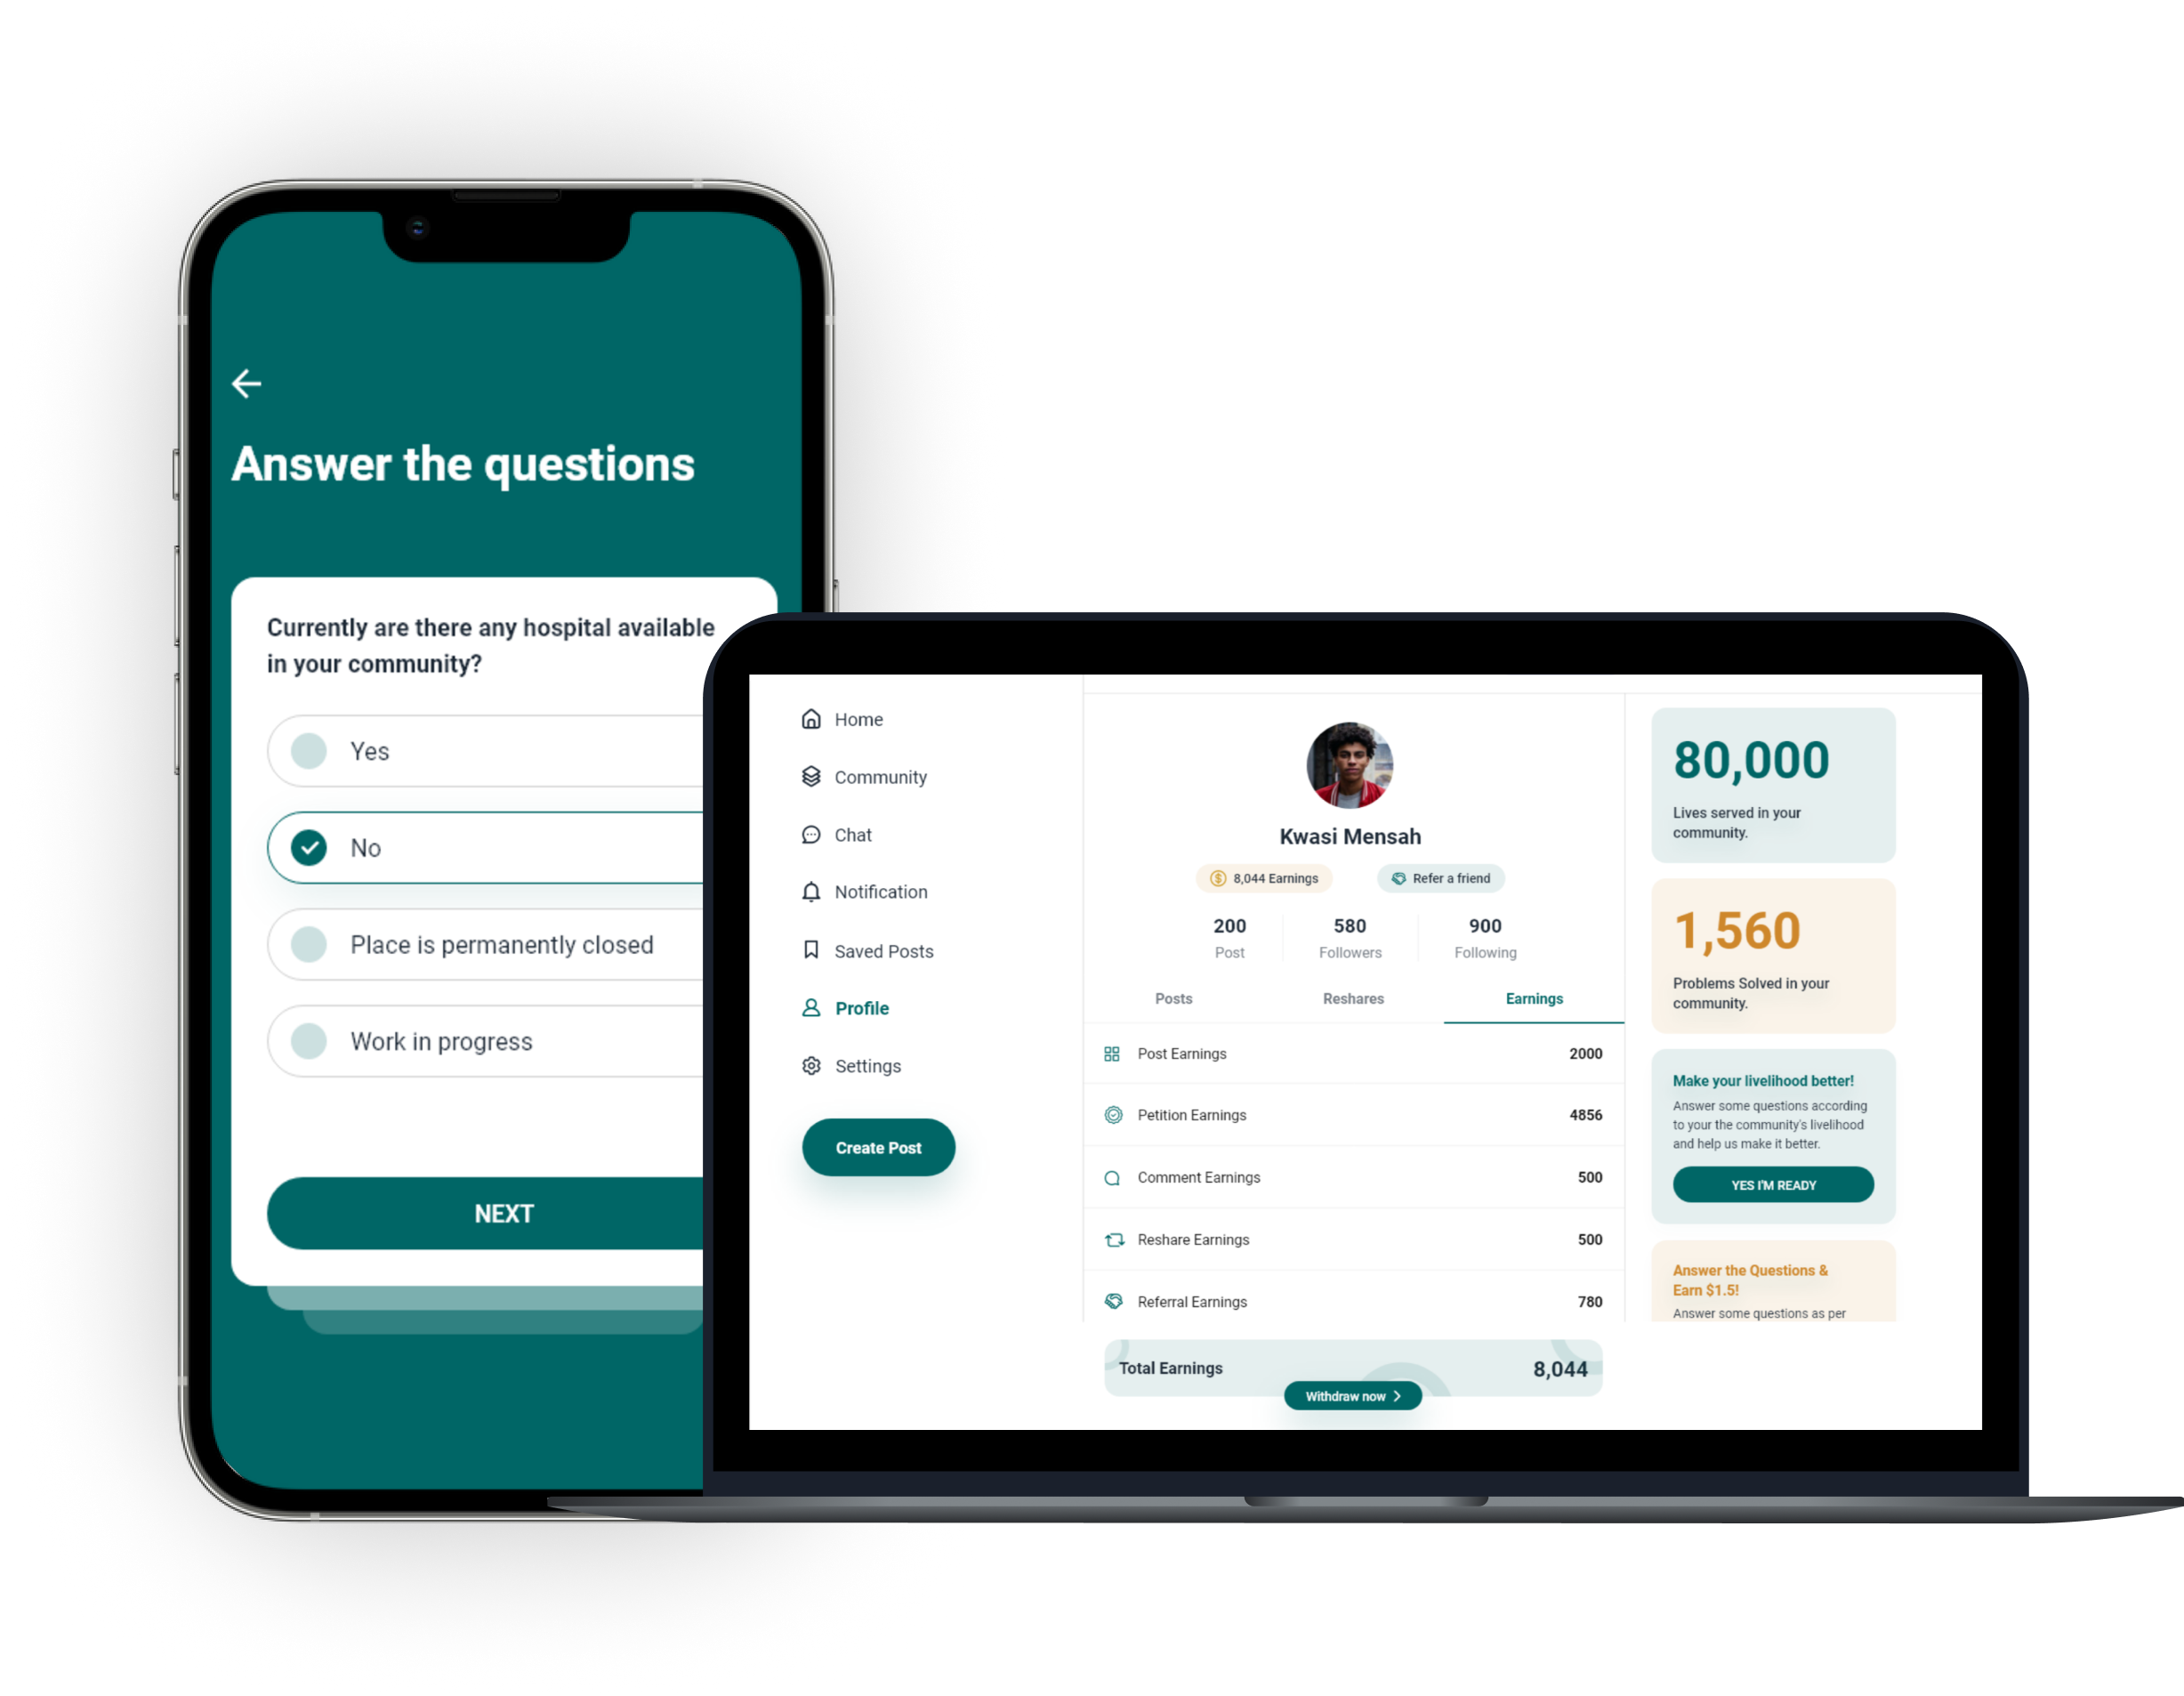 Answer the questions
Currently are there any hospital available
in your community?
Yes
No
Place is permanently closed
Work in progress
NEXT
Home
Community
Chat
Notification
Saved Posts
Profile
Settings
Create Post
Kwasi Mensah
8,044 Earnings
Refer a friend
200
Post
580
Followers
900
Following
Posts
Reshares
Earnings
Post Earnings 2000
Petition Earnings 4856
Comment Earnings 500
Reshare Earnings 500
Referral Earnings 780
Total Earnings 8,044
Withdraw now
80,000
Lives served in your
community.
1,560
Problems Solved in your
community.
Make your livelihood better!
Answer some questions according
to your the community's livelihood
and help us make it better.
YES I'M READY
Answer the Questions &
Earn $1.5!
Answer some questions as per